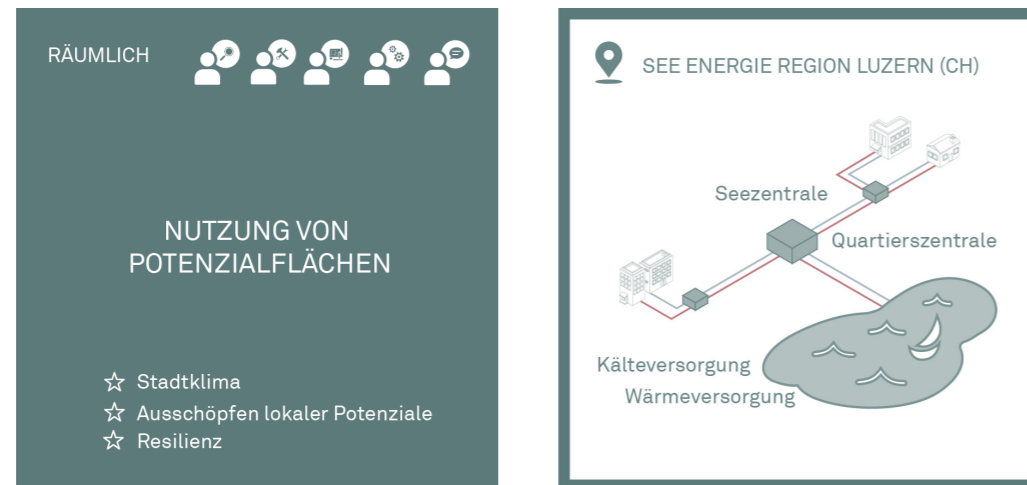 RÄUMLICH
NUTZUNG VON
POTENZIALFLÄCHEN
Stadtklima
Ausschöpfen lokaler Potenziale
Resilienz
SEE ENERGIE REGION LUZERN (CH)
Seezentrale
Quartierszentrale
Kälteversorgung
Wärmeversorgung